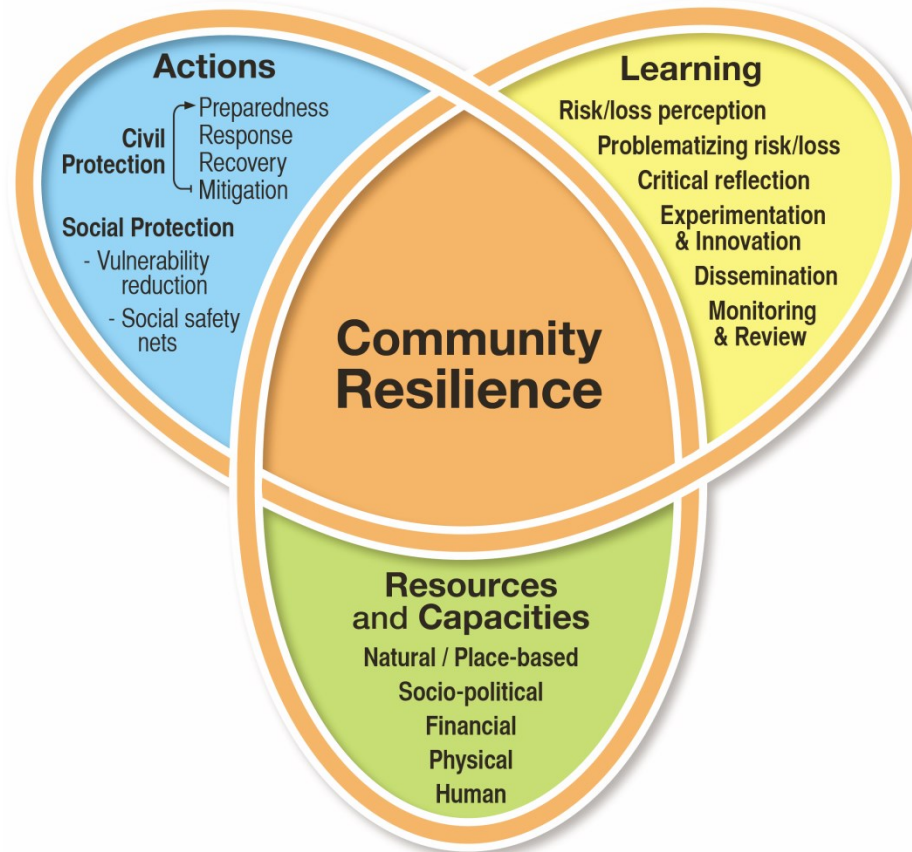 Actions
Civil
Protection
Preparedness
Response
Recovery
Mitigation
Social Protection
- Vulnerability
reduction
- Social safety
nets
Learning
Risk/loss perception
Problematizing risk/loss
Critical reflection
Experimentation
& Innovation
Dissemination
Monitoring
& Review
Community
Resilience
Resources
and Capacities
Natural / Place-based
Socio-political
Financial
Physical
Human